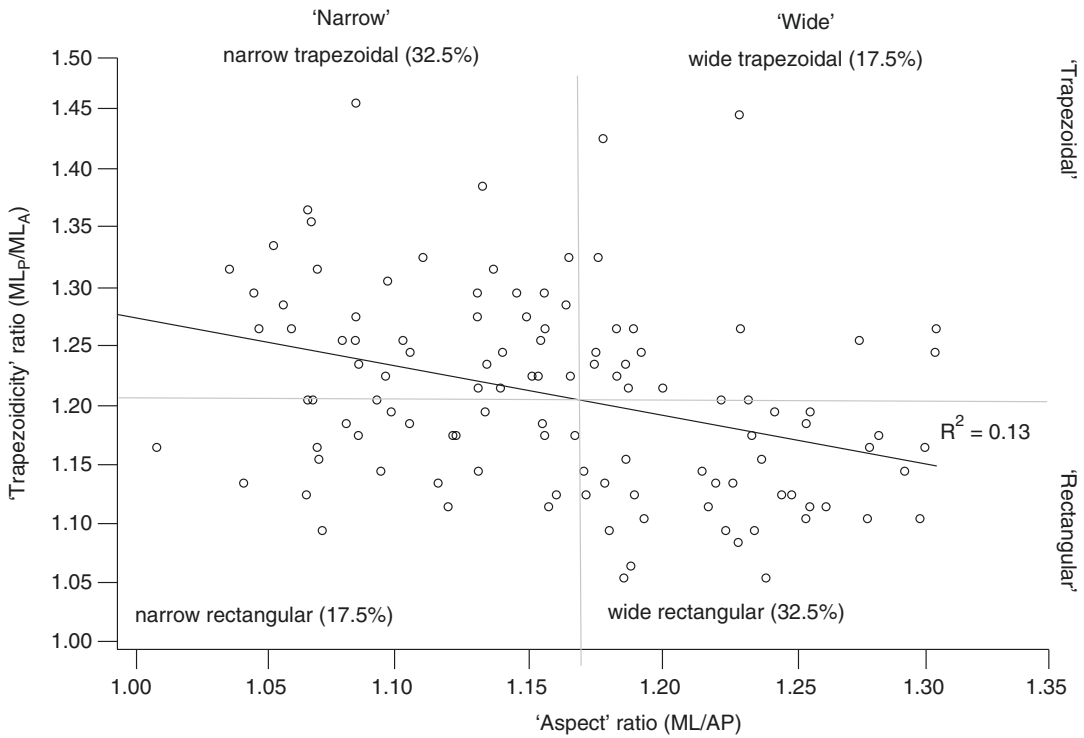 ‘Narrow’
‘Wide’
narrow trapezoidal (32.5%)
wide trapezoidal (17.5%)
‘Trapezoidal’
‘Rectangular’
‘Trapezoidicity’ ratio (MLP/MLA)
1.50
1.45
1.40
1.35
1.30
1.25
1.20
1.15
1.10
1.05
1.00
R2 = 0.13
narrow rectangular (17.5%)
wide rectangular (32.5%)
1.00 1.05 1.10 1.15 1.20 1.25 1.30 1.35
‘Aspect’ ratio (ML/AP)